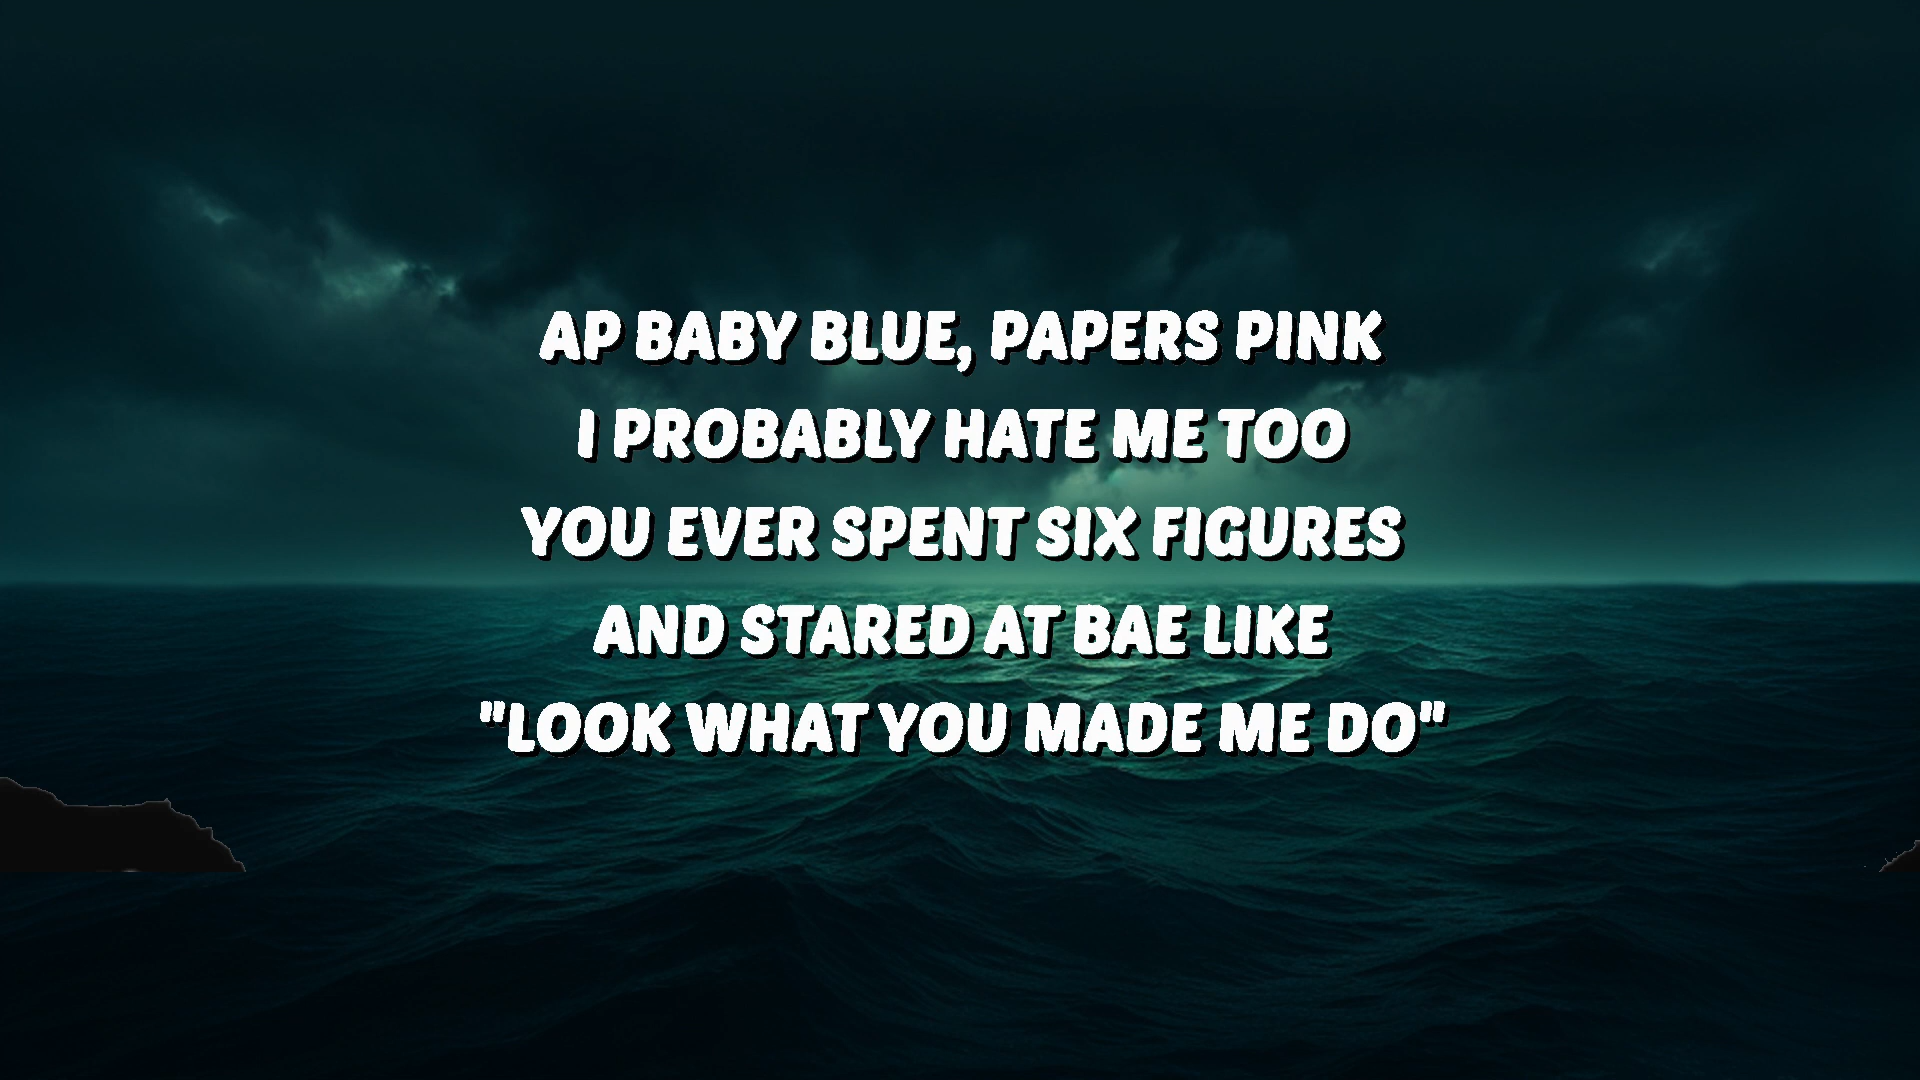 AP BABY BLUE, PAPERS PINK
I PROBABLY HATE ME TOO
YOU EVER SPENT SIX FIGURES
AND STARED AT BAE LIKE
"LOOK WHAT YOU MADE ME DO"